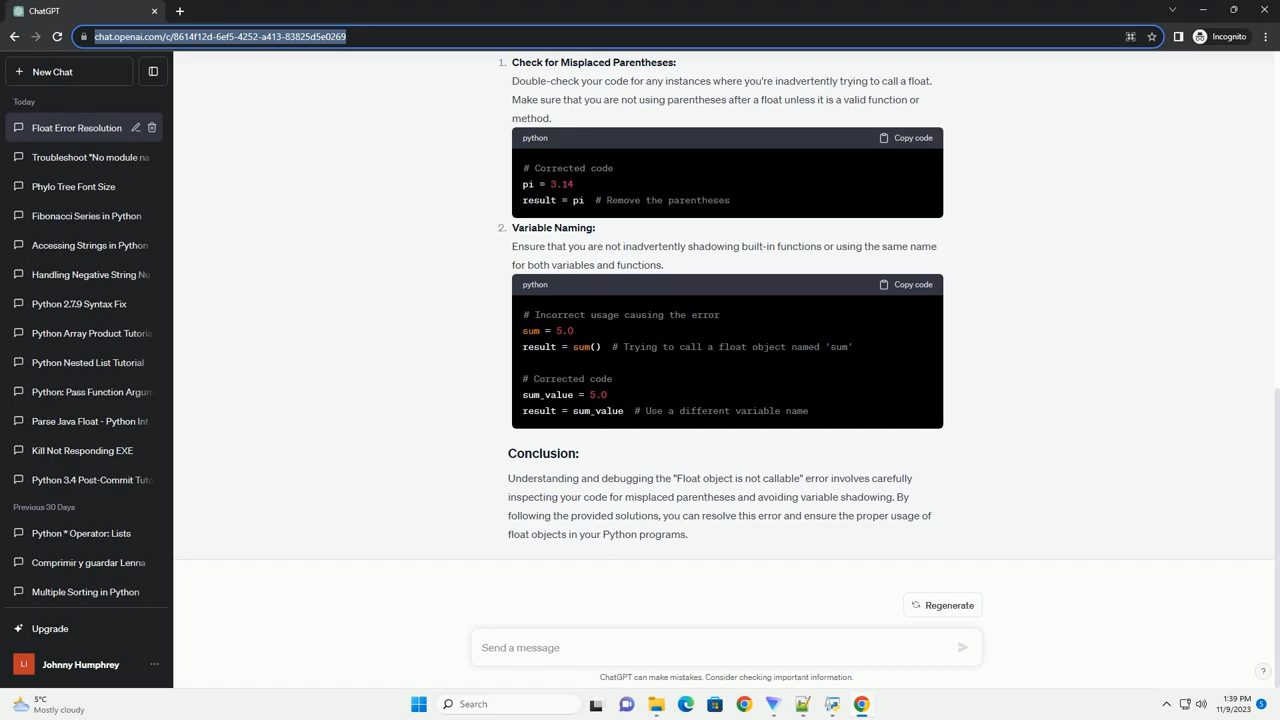 ChatGPT
chat.openai.com/c/8614f12d-6ef5-4252-a413-83825d5e0269
Incognito
New Chat
Today
Float Error Resolution
Troubleshoot "No module na
Phylo Tree Font Size
Fibonacci Series in Python
Accessing Strings in Python
Handling Negative String Nu
Python 2.7.9 Syntax Fix
Python Array Product Tutoria
Python Nested List Tutorial
Python: Pass Function Argum
Parse Java Float - Python Int
Kill Not Responding EXE
Python 3.4 Post-Commit Tuto
Previous 30 Days
Python * Operator: Lists
Comprimir y guardar Lenna
Multiple Sorting in Python
Upgrade
LI
Johnny Humphrey
1. Check for Misplaced Parentheses:
Double-check your code for any instances where you're inadvertently trying to call a float.
Make sure that you are not using parentheses after a float unless it is a valid function or
method.
python
Copy code
# Corrected code
pi = 3.14
result = pi  # Remove the parentheses
2. Variable Naming:
Ensure that you are not inadvertently shadowing built-in functions or using the same name
for both variables and functions.
python
Copy code
# Incorrect usage causing the error
sum = 5.0
result = sum()  # Trying to call a float object named 'sum'
# Corrected code
sum_value = 5.0
result = sum_value  # Use a different variable name
Conclusion:
Understanding and debugging the "Float object is not callable" error involves carefully
inspecting your code for misplaced parentheses and avoiding variable shadowing. By
following the provided solutions, you can resolve this error and ensure the proper usage of
float objects in your Python programs.
Regenerate
Send a message
ChatGPT can make mistakes. Consider checking important information.
?
5°C
Mostly cloudy
Search
1:39 PM
11/9/2023
5